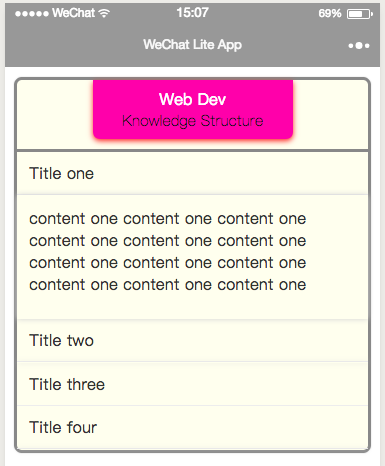 WeChat 15:07 69%
WeChat Lite App
Web Dev
Knowledge Structure
Title one
content one content one content one
content one content one content one
content one content one content one
content one content one content one
Title two
Title three
Title four